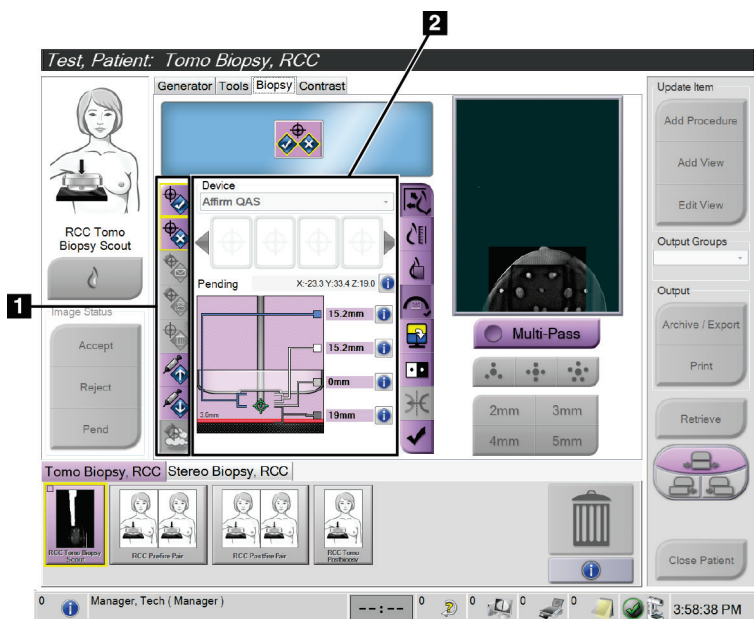 2
Test, Patient: Tomo Biopsy, RCC
Generator Tools Biopsy Contrast
Update Item
Add Procedure
Add View
Edit View
Device
Affirm QAS
RCC Tomo
Biopsy Scout
Output Groups
Pending X:-23.3 Y:33.4 Z:19.0
1
Image Status
Output
15.2mm
Archive / Export
Multi-Pass
Accept
15.2mm
Print
Reject
0mm
2mm 3mm
Retrieve
3.0mm
19mm
Pend
4mm 5mm
Tomo Biopsy, RCC Stereo Biopsy, RCC
RCC Tomo Biopsy
Scout
RCC Prefire Pair
RCC Postfire Pair
RCC Tomo
Postbiopsy
Close Patient
0 Manager, Tech ( Manager ) --:-- 0 0 0 0 3:58:38 PM